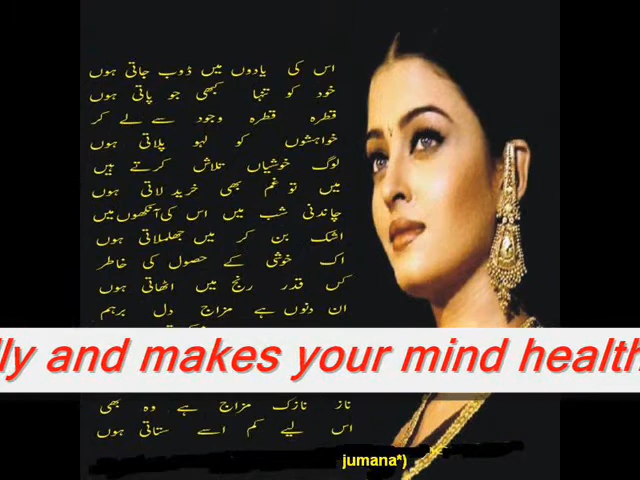 اس کی یادوں میں ڈوب جاتی ہوں
خود کو تنہا کبھی جو پاتی ہوں
قطرہ قطرہ وجود سے لے کر
خواہشوں کو لہو پلاتی ہوں
لوگ خوشیاں تلاش کرتے ہیں
میں تو غم بھی خرید لاتی ہوں
چاندنی شب میں اس کی آنکھوں میں
اشک بن کر میں جھلملاتی ہوں
اک خوشی کے حصول کی خاطر
کس قدر رنج میں اٹھاتی ہوں
ان دنوں ہے مزاج دل برہم
lly and makes your mind health
ناز نازک مزاج ہے وہ بھی
اس لیے کم اسے ستاتی ہوں
jumana*)